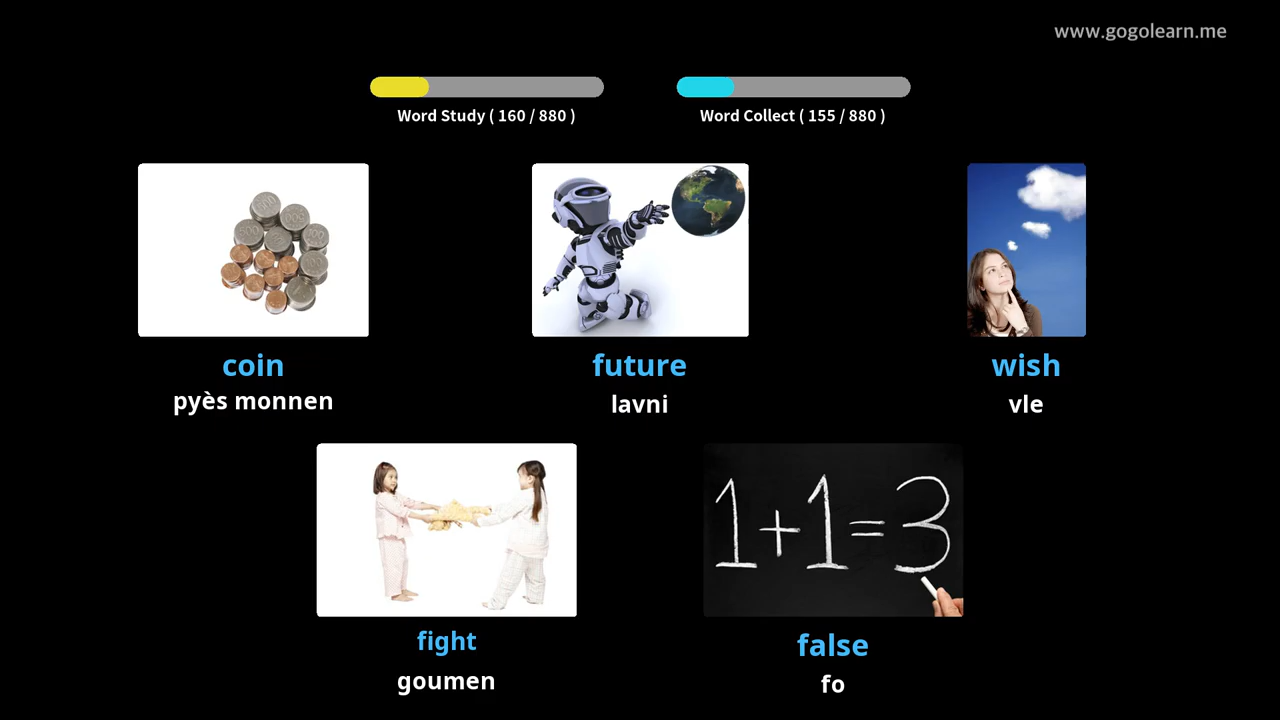 www.gogolearn.me
Word Study ( 160 / 880 )
Word Collect ( 155 / 880 )
coin
pyès monnen
future
lavni
wish
vle
1+1=3
fight
goumen
false
fo